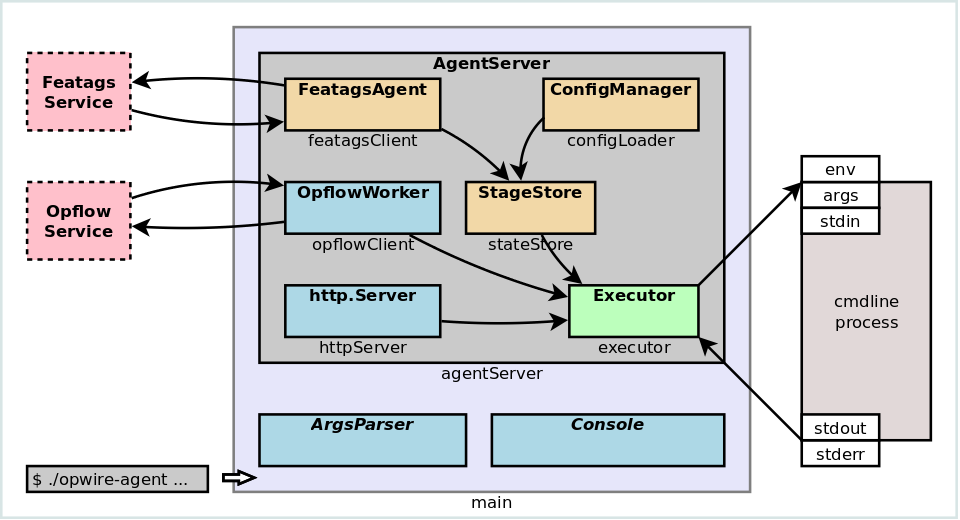 AgentServer
Featags
Service
FeatagsAgent
featagsClient
ConfigManager
configLoader
Opflow
Service
OpflowWorker
opflowClient
StageStore
stateStore
http.Server
httpServer
Executor
executor
agentServer
env
args
stdin
cmdline
process
stdout
stderr
ArgsParser
Console
$ ./opwire-agent ...
main